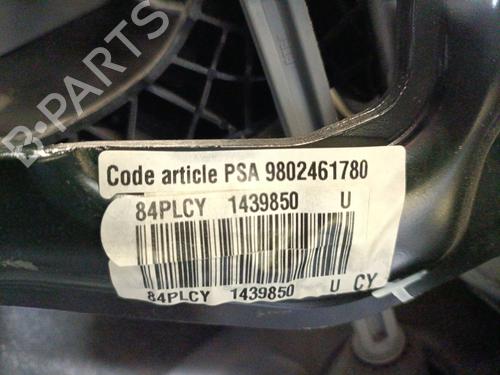 B-PARTS
Code article PSA 9802461780
84PLCY 1439850 U
84PLCY 1439850 U CY